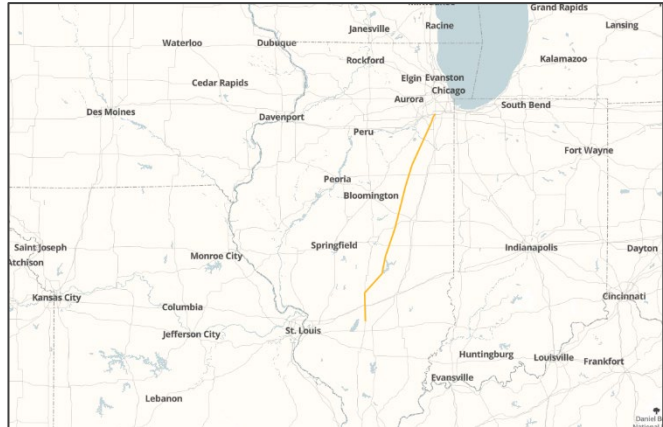 Milwaukee
Grand Rapids
Janesville
Racine
Lansing
Waterloo
Dubuque
Rockford
Kalamazoo
Elgin
Evanston
Cedar Rapids
Chicago
Aurora
South Bend
Des Moines
Davenport
Peru
Fort Wayne
Peoria
Bloomington
Saint Joseph
Springfield
Indianapolis
Dayton
Atchison
Monroe City
Kansas City
Cincinnati
Columbia
St. Louis
Jefferson City
Huntingburg
Louisville
Frankfort
Evansville
Lebanon
Daniel B